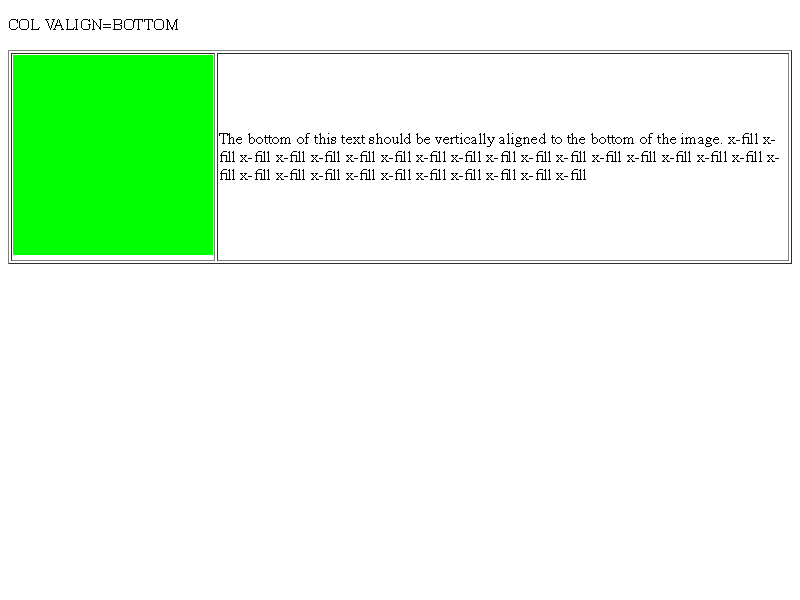 COL VALIGN=BOTTOM
The bottom of this text should be vertically aligned to the bottom of the image. x-fill x-
fill x-fill x-fill x-fill x-fill x-fill x-fill x-fill x-fill x-fill x-fill x-fill x-fill x-fill x-fill x-fill x-
fill x-fill x-fill x-fill x-fill x-fill x-fill x-fill x-fill x-fill x-fill